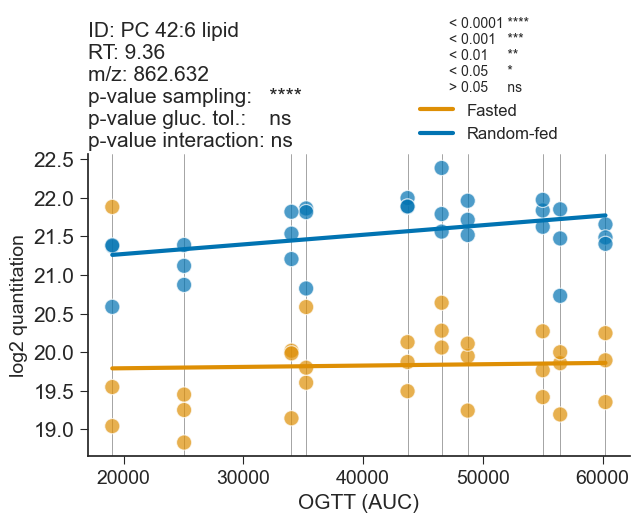 ID: PC 42:6 lipid
RT: 9.36
m/z: 862.632
p-value sampling: ****
p-value gluc. tol.: ns
p-value interaction: ns
< 0.0001 ****
< 0.001 ***
< 0.01 **
< 0.05 *
> 0.05 ns
Fasted
Random-fed
22.5
22.0
21.5
21.0
20.5
20.0
19.5
19.0
log2 quantitation
20000 30000 40000 50000 60000
OGTT (AUC)